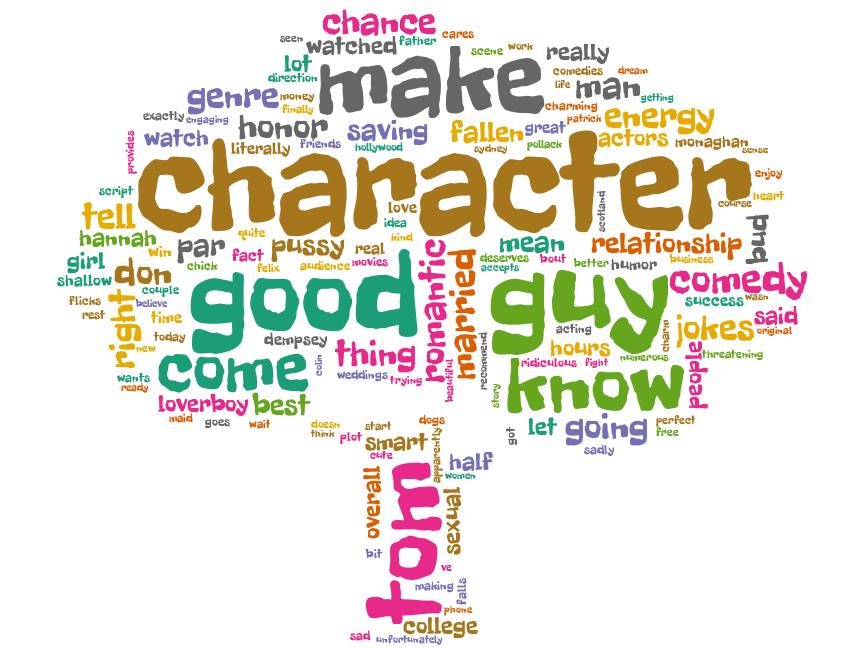 chance
seen
watched
father
cares
scene
work
really
lot
direction
make
comedies
dream
life
man
getting
genre
money
finally
charming
patrick
energy
exactly
engaging
honor
saving
fallen
great
actors
monaghan
provides
watch
literally
friends
hollywood
sydney
pollack
sense
character
script
love
scotland
course
enjoy
heart
tell
idea
kind
bud
hannah
win
quite
par
fact
pussy
real
mean
relationship
girl
don
chick
felix
audience
movies
romantic
married
deserves
accepts
bout
better
humor
business
shallow
couple
good
guy
comedy
flicks
believe
success
wasn
rest
right
time
new
today
dempsey
acting
charm
jokes
said
original
come
colin
thing
weddings
trying
beautiful
recommend
hours
ridiculous
fight
numerous
people
threatening
wants
ready
know
story
loverboy
best
maid
goes
wait
got
let
going
perfect
free
sadly
doesn
think
start
dogs
plot
smart
cute
apparently
half
women
overall
tom
sexual
bit
ve
making
falls
phone
college
sad
unfortunately